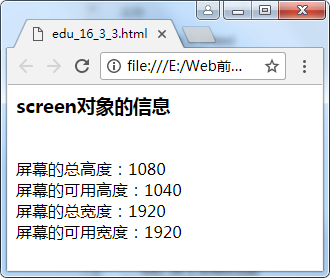 edu_16_3_3.html
file:///E:/Web前...
screen对象的信息
屏幕的总高度：1080
屏幕的可用高度：1040
屏幕的总宽度：1920
屏幕的可用宽度：1920